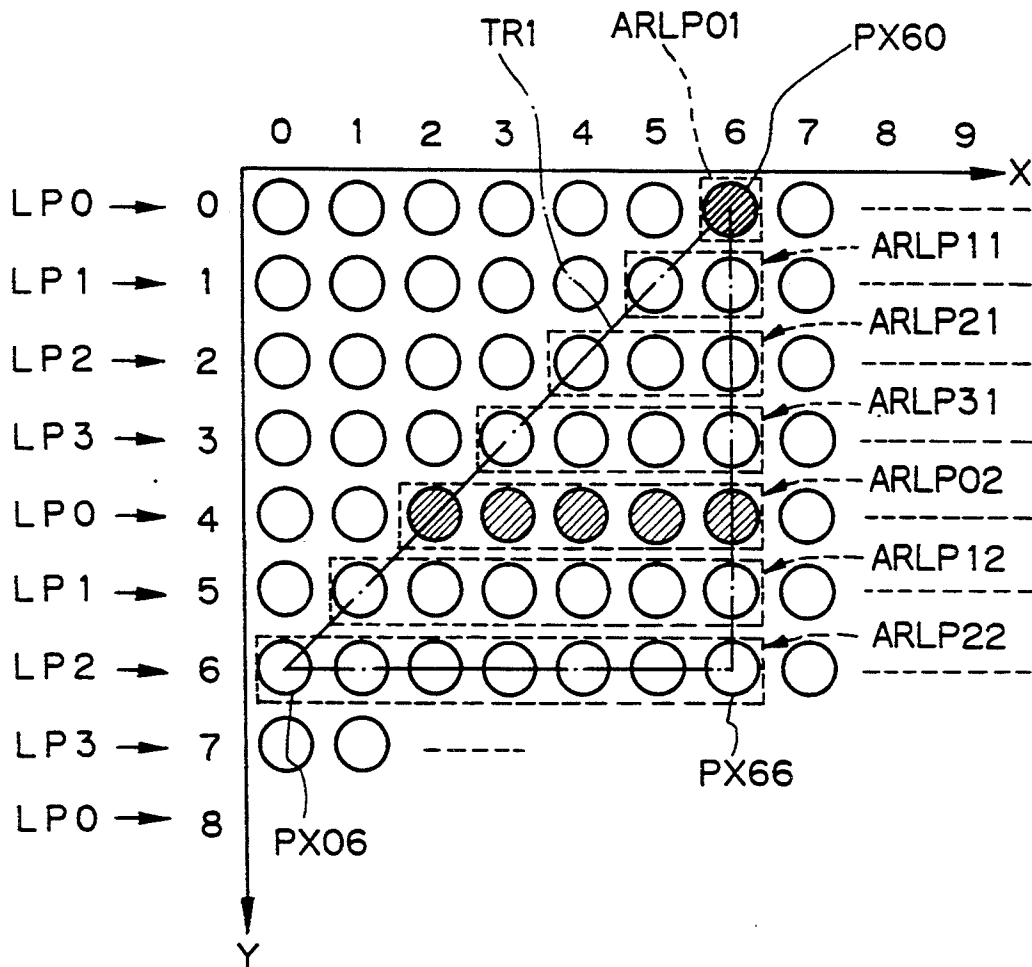 TR1 ARLP01 PX60
0 1 2 3 4 5 6 7 8 9
X
LP0 → 0
ARLP11
LP1 → 1
ARLP21
LP2 → 2
ARLP31
LP3 → 3
ARLP02
LP0 → 4
ARLP12
LP1 → 5
ARLP22
LP2 → 6
LP3 → 7
PX66
LP0 → 8
PX06
Y